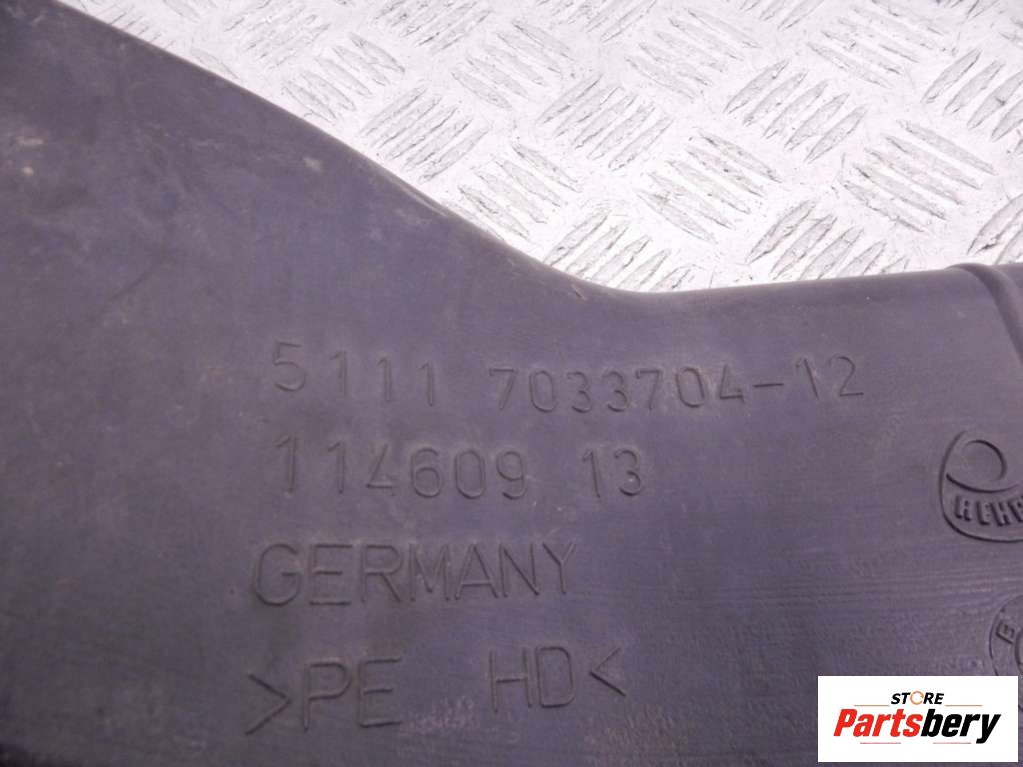 5111 7033704-12
114609 13
GERMANY
>PE HD<
STORE
Partsbery